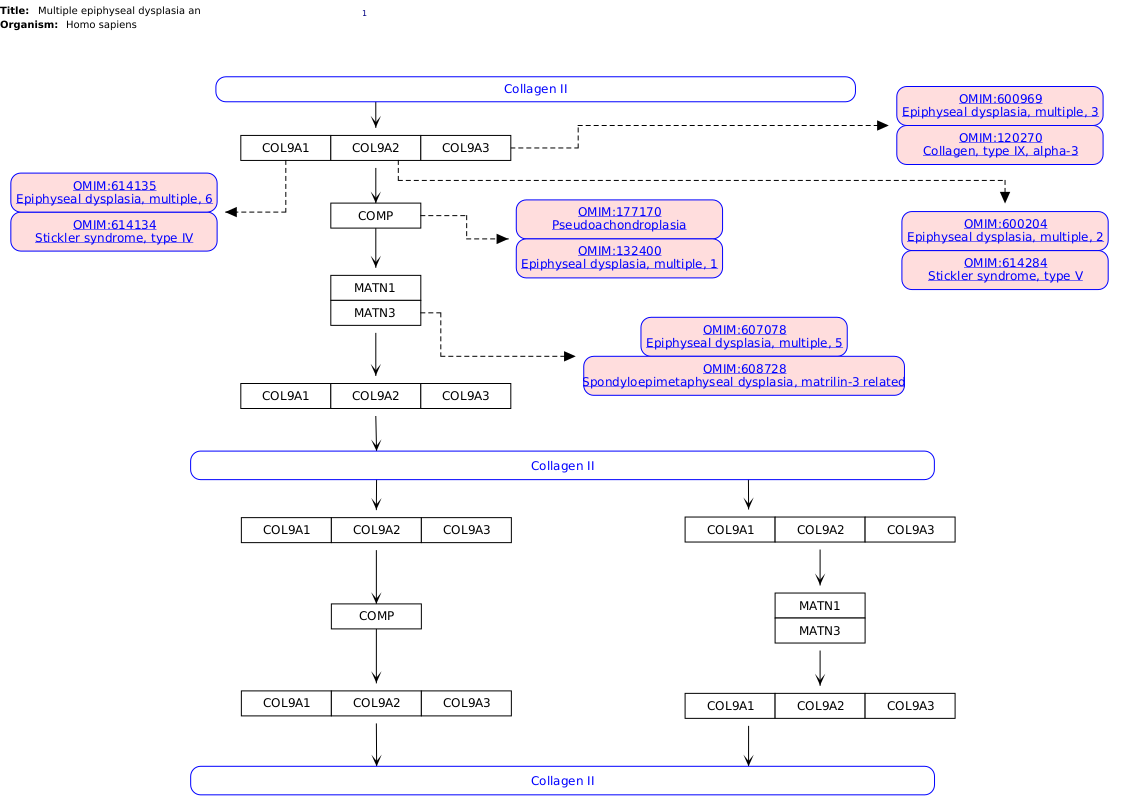 Title: Multiple epiphyseal dysplasia an
1
Organism: Homo sapiens
Collagen II
OMIM:600969
Epiphyseal dysplasia, multiple, 3
OMIM:120270
Collagen, type IX, alpha-3
COL9A1 COL9A2 COL9A3
OMIM:614135
Epiphyseal dysplasia, multiple, 6
OMIM:614134
Stickler syndrome, type IV
COMP
OMIM:177170
Pseudoachondroplasia
OMIM:132400
Epiphyseal dysplasia, multiple, 1
OMIM:600204
Epiphyseal dysplasia, multiple, 2
OMIM:614284
Stickler syndrome, type V
MATN1
MATN3
OMIM:607078
Epiphyseal dysplasia, multiple, 5
OMIM:608728
Spondyloepimetaphyseal dysplasia, matrilin-3 related
COL9A1 COL9A2 COL9A3
Collagen II
COL9A1 COL9A2 COL9A3
COL9A1 COL9A2 COL9A3
COMP
MATN1
MATN3
COL9A1 COL9A2 COL9A3
COL9A1 COL9A2 COL9A3
Collagen II